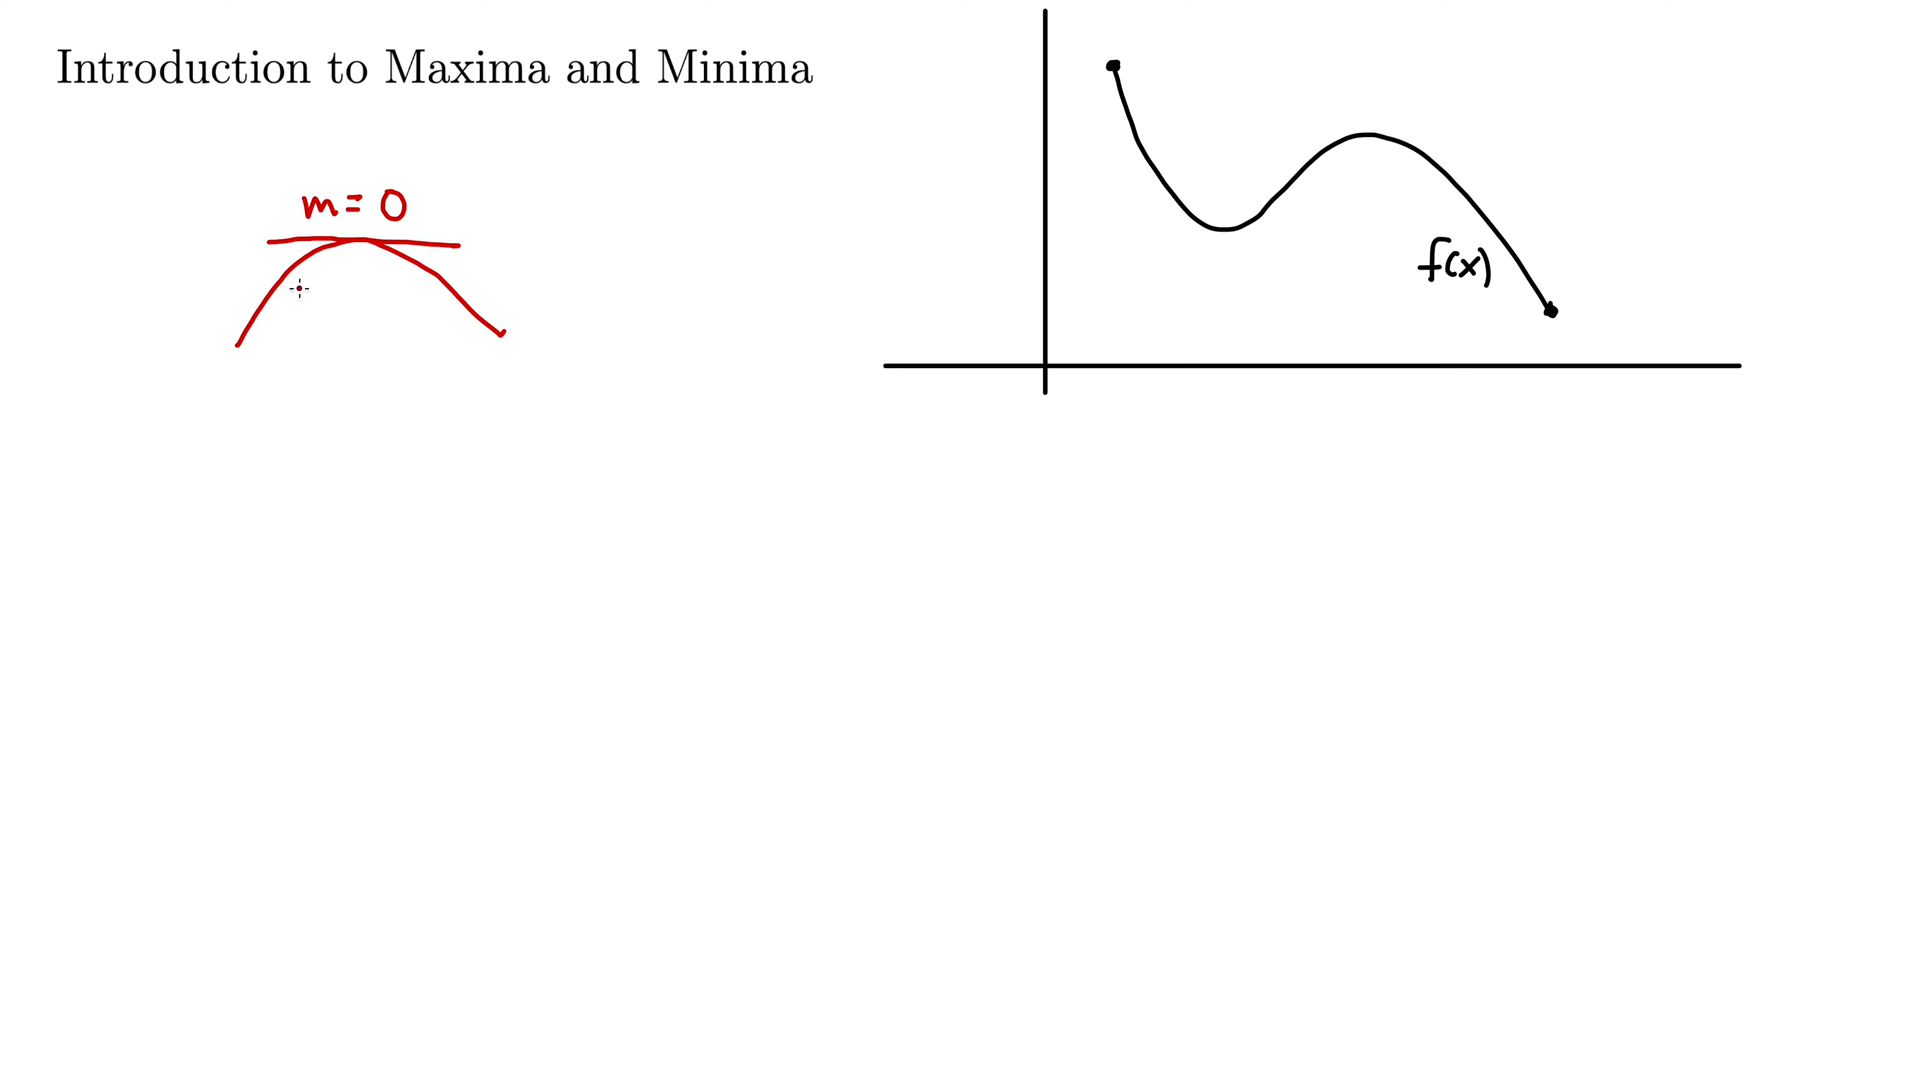 Introduction to Maxima and Minima
m = 0
f(x)